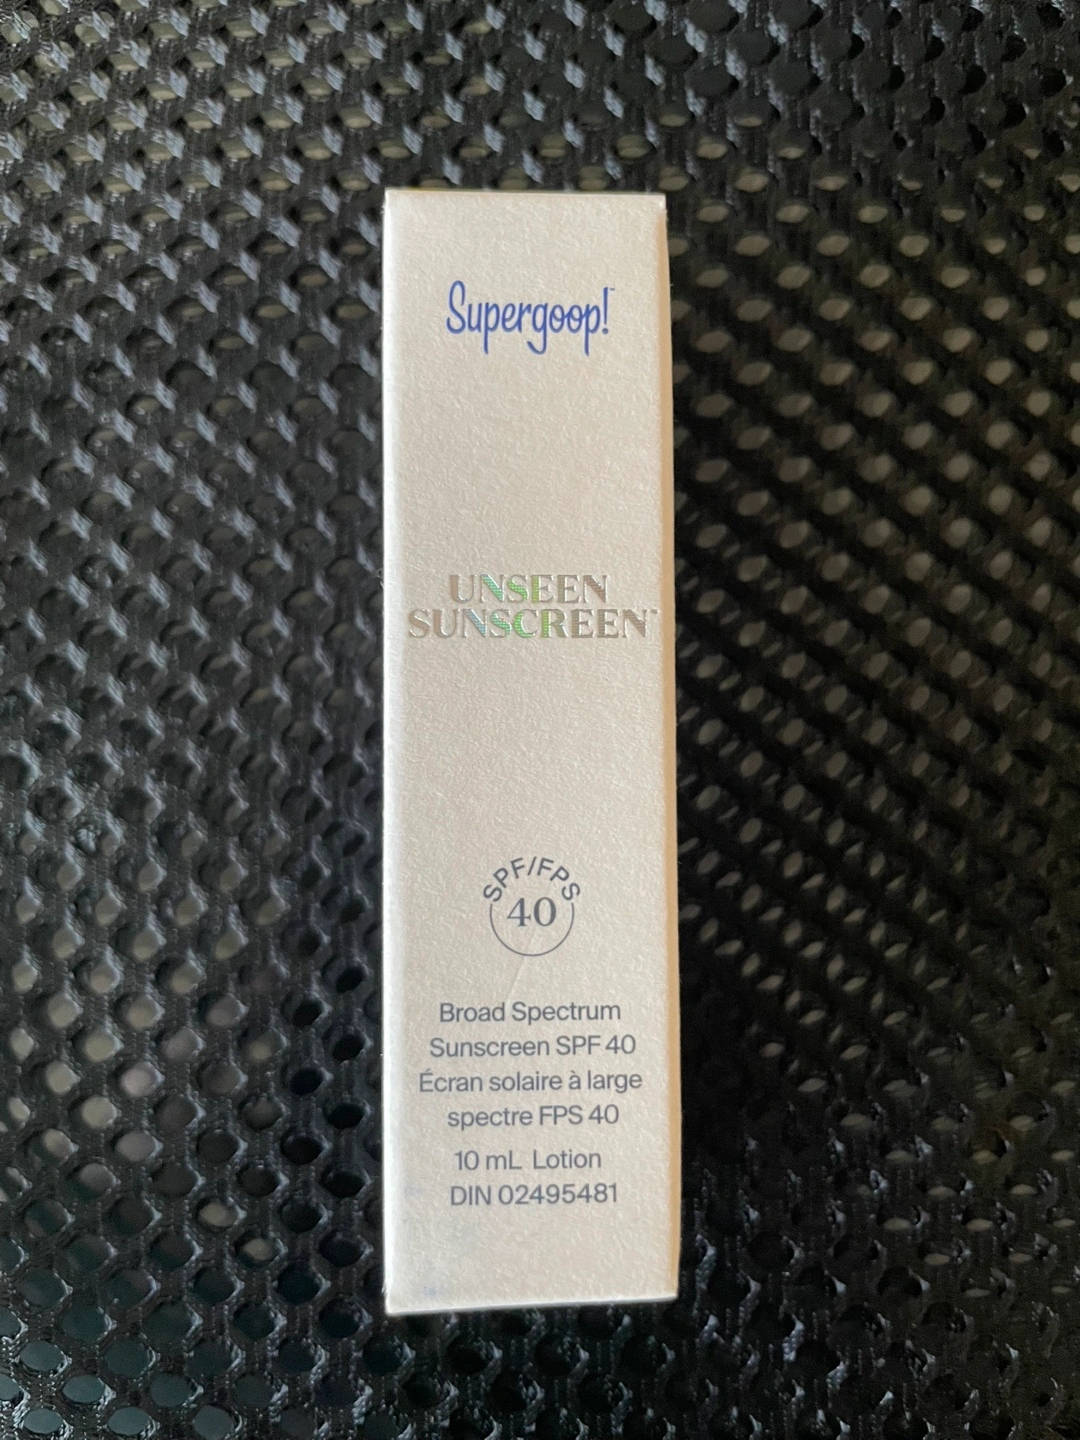 Supergoop!™
UNSEEN
SUNSCREEN™
SPF/FPS
40
Broad Spectrum
Sunscreen SPF 40
Écran solaire à large
spectre FPS 40
10 mL Lotion
DIN 02495481